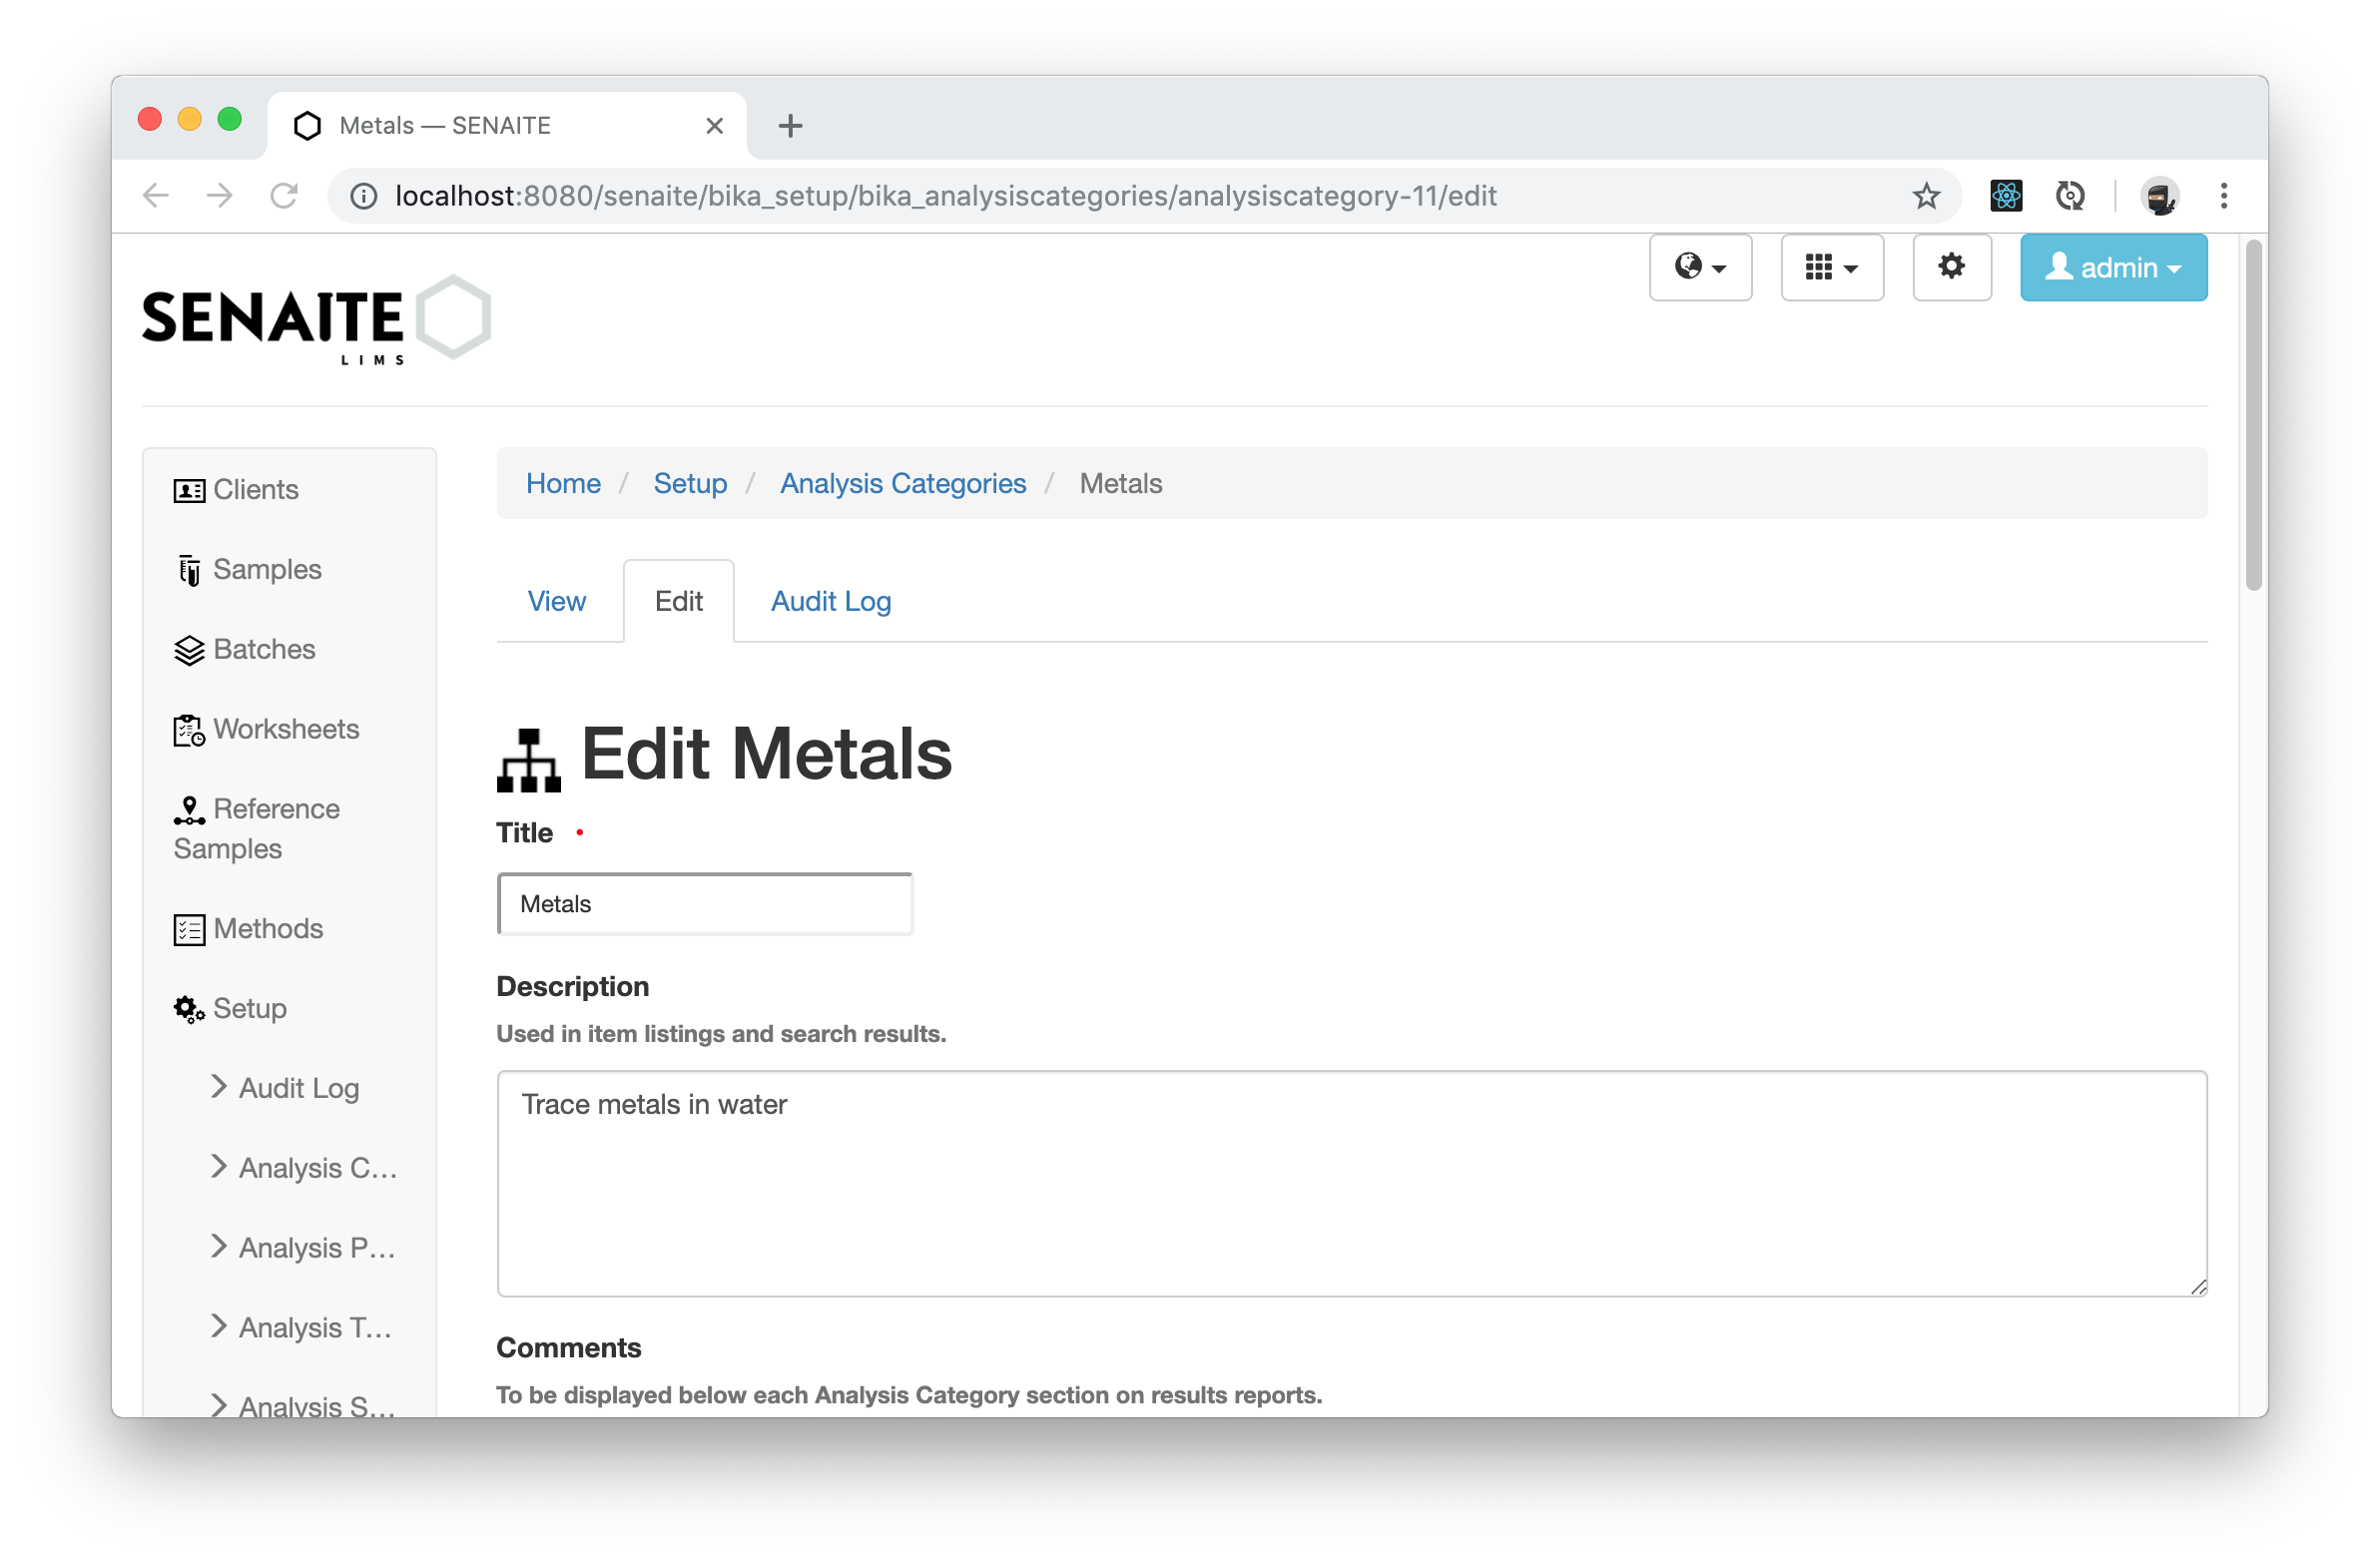 Metals — SENAITE
localhost:8080/senaite/bika_setup/bika_analysiscategories/analysiscategory-11/edit
SENAITE
LIMS
admin
Clients
Samples
Batches
Worksheets
Reference
Samples
Methods
Setup
Audit Log
Analysis C...
Analysis P...
Analysis T...
Analysis S...
Home / Setup / Analysis Categories / Metals
View Edit Audit Log
Edit Metals
Title
Metals
Description
Used in item listings and search results.
Trace metals in water
Comments
To be displayed below each Analysis Category section on results reports.